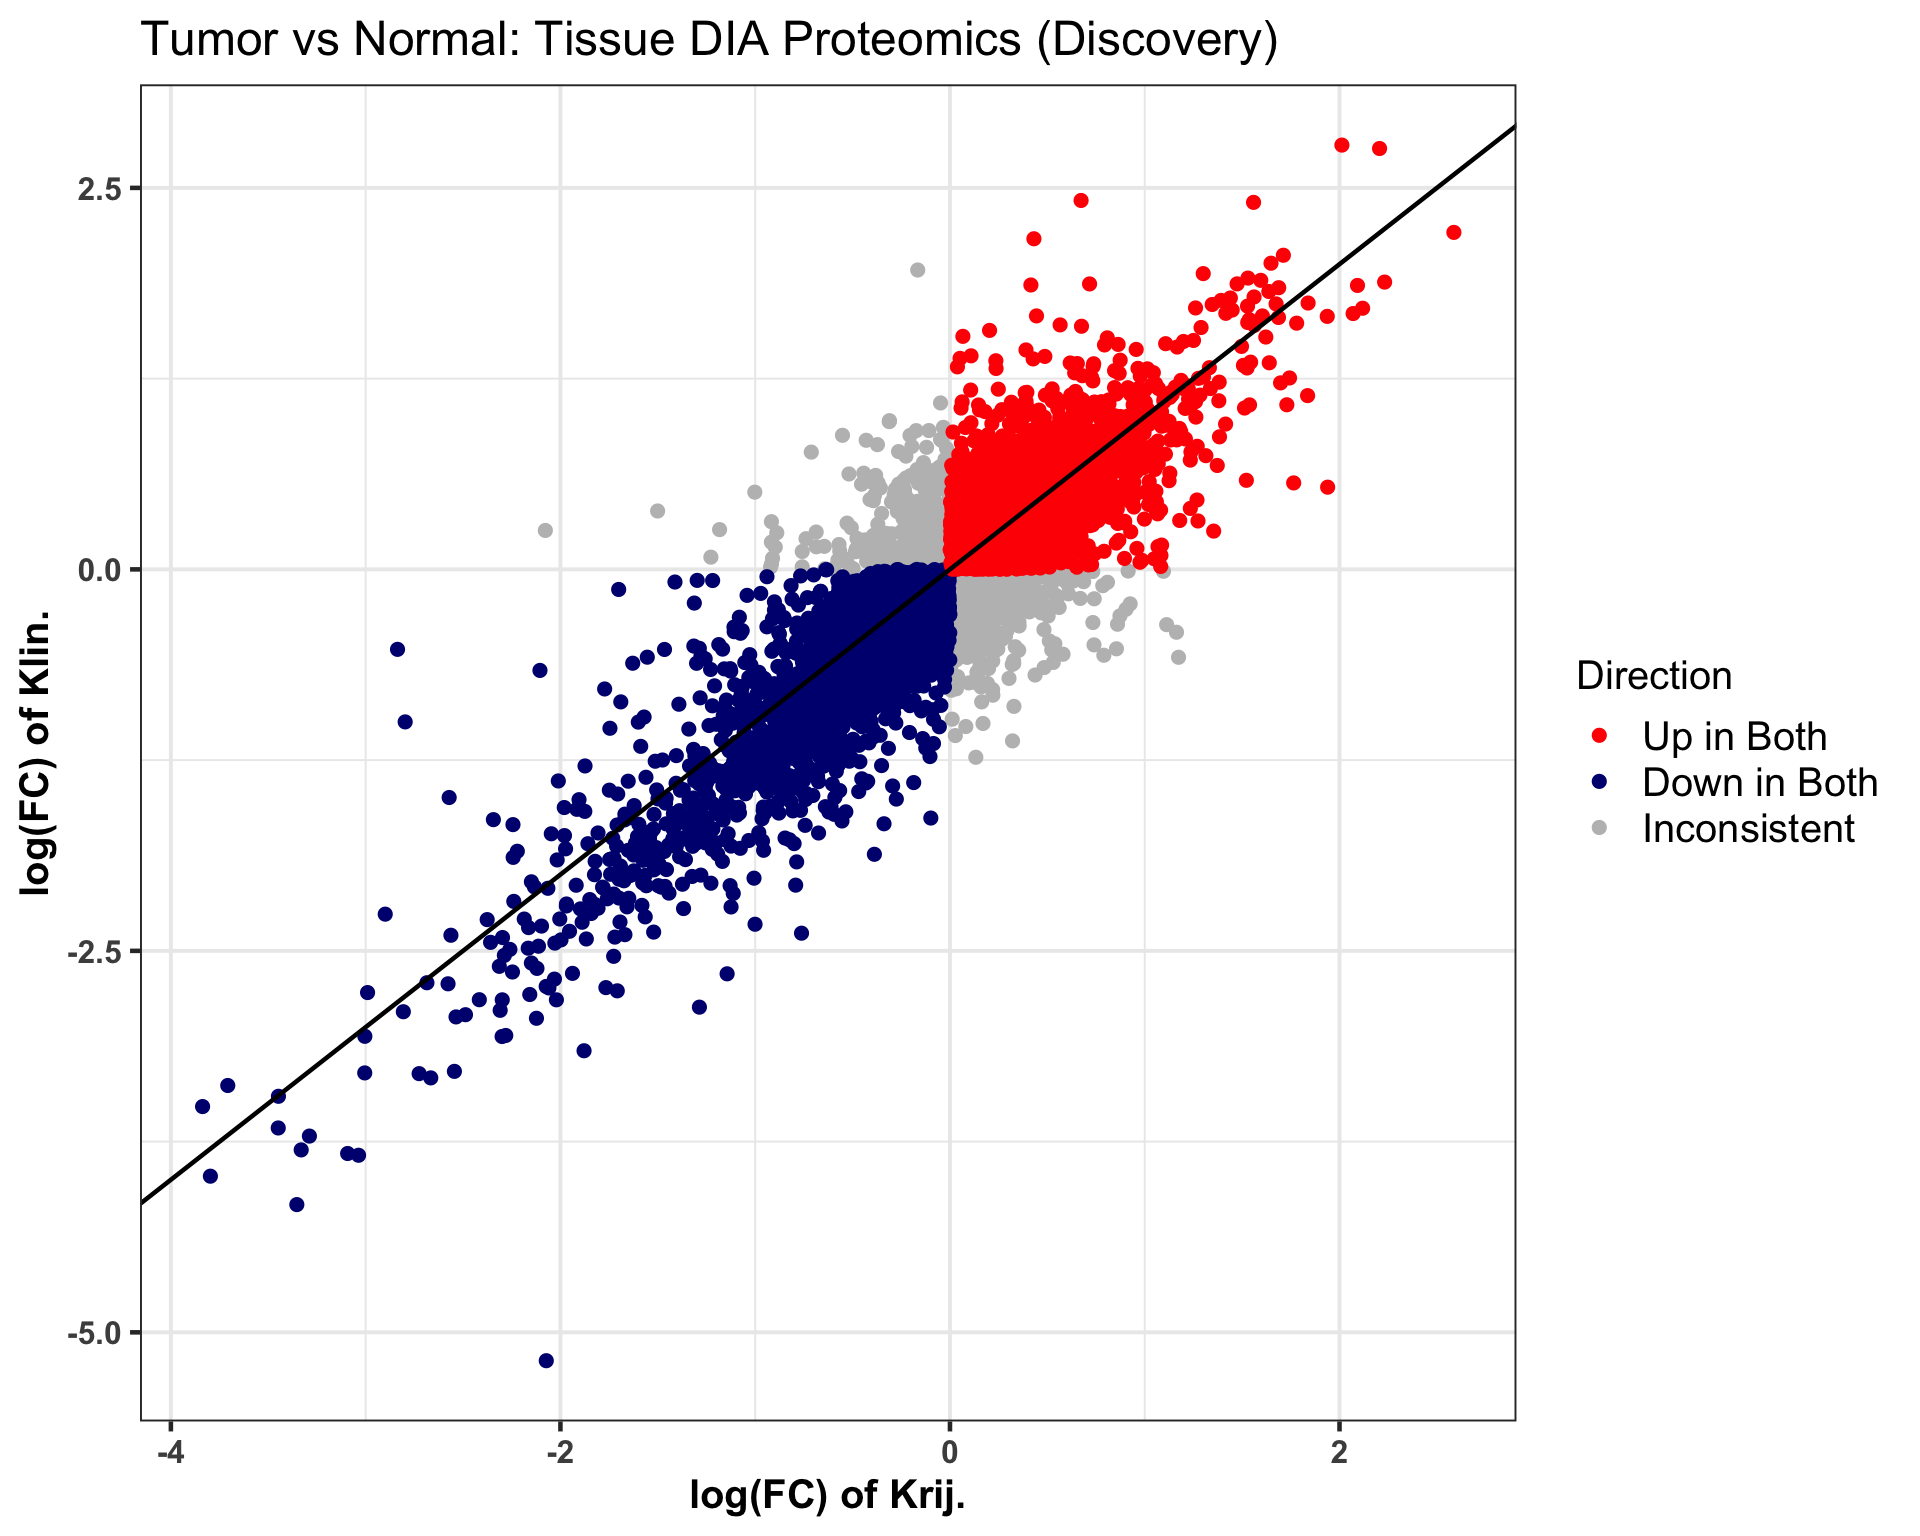 Tumor vs Normal: Tissue DIA Proteomics (Discovery)
log(FC) of Klin.
2.5
0.0
-2.5
-5.0
-4
-2
0
2
log(FC) of Krij.
Direction
Up in Both
Down in Both
Inconsistent